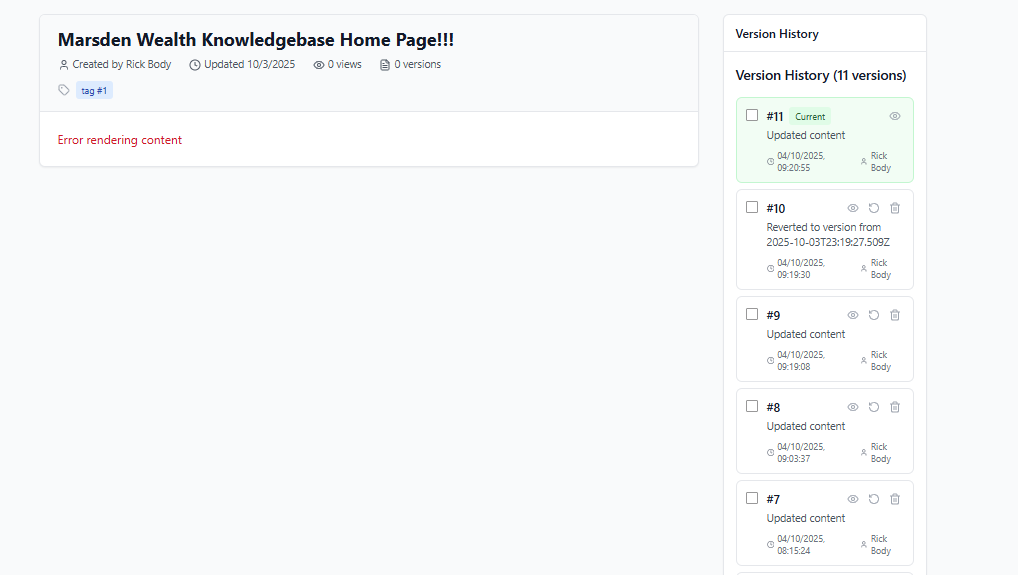 Marsden Wealth Knowledgebase Home Page!!!
Created by Rick Body Updated 10/3/2025 0 views 0 versions
tag #1
Error rendering content
Version History
Version History (11 versions)
#11 Current
Updated content
04/10/2025,
09:20:55
Rick
Body
#10
Reverted to version from
2025-10-03T23:19:27.509Z
04/10/2025,
09:19:30
Rick
Body
#9
Updated content
04/10/2025,
09:19:08
Rick
Body
#8
Updated content
04/10/2025,
09:03:37
Rick
Body
#7
Updated content
04/10/2025,
08:15:24
Rick
Body